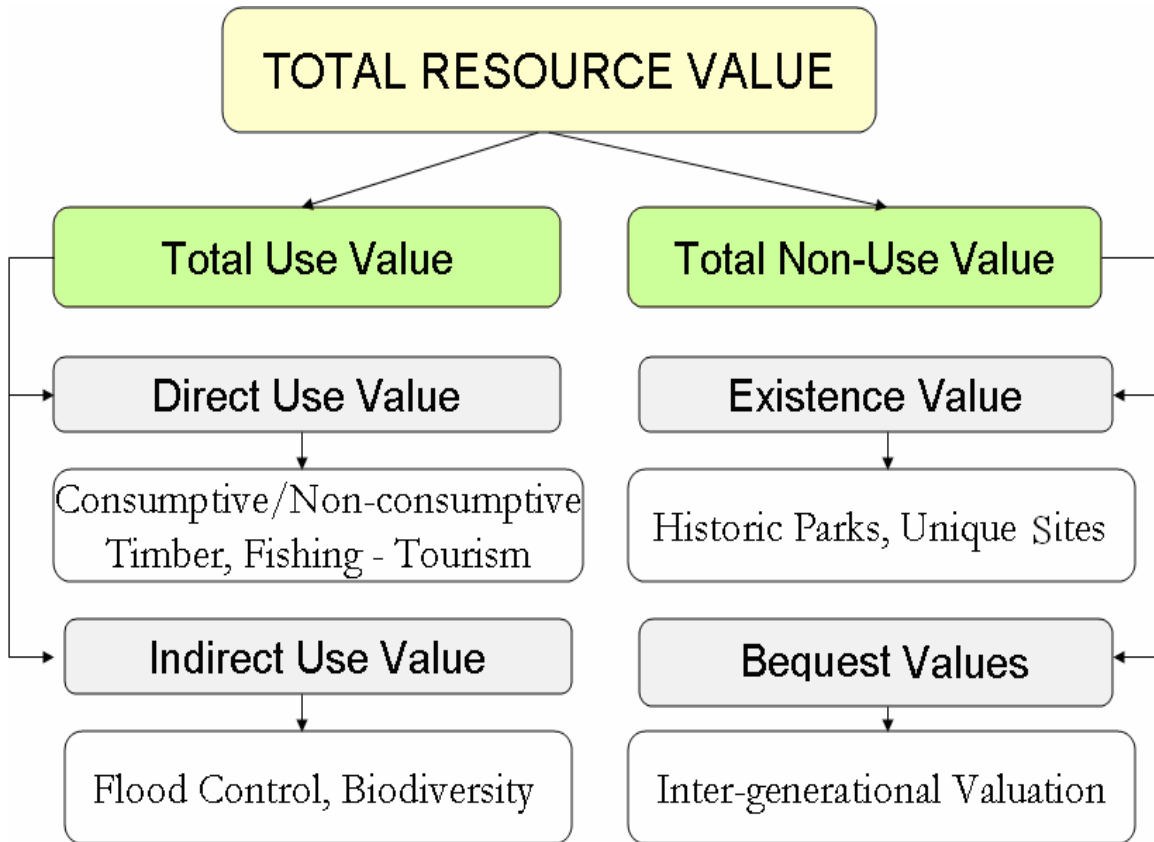 TOTAL RESOURCE VALUE
Total Use Value
Total Non-Use Value
Direct Use Value
Existence Value
Consumptive/Non-consumptive
Timber, Fishing - Tourism
Historic Parks, Unique Sites
Indirect Use Value
Bequest Values
Flood Control, Biodiversity
Inter-generational Valuation